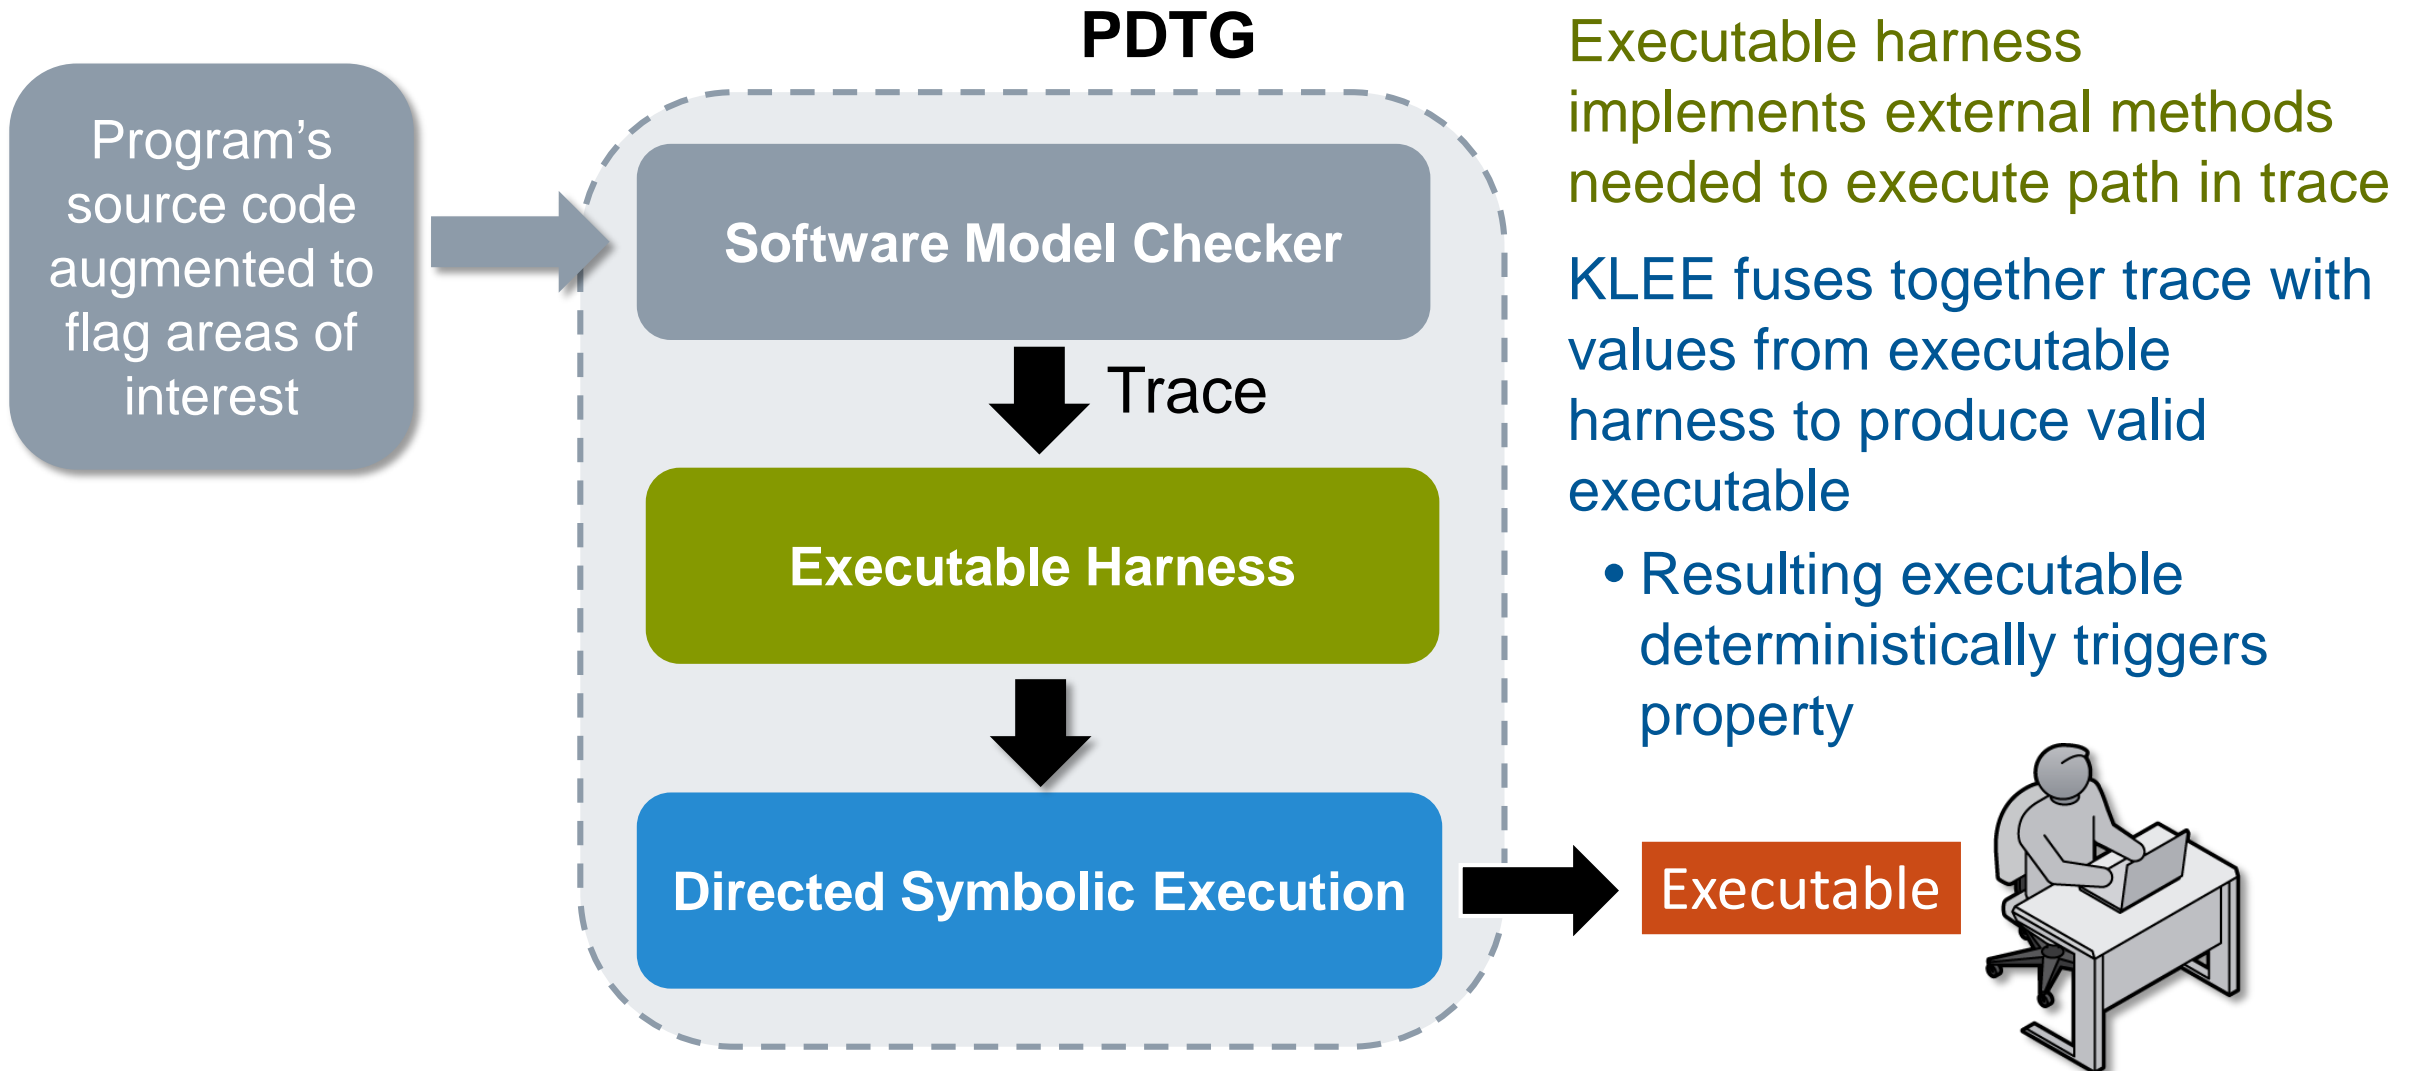 PDTG
Program’s
source code
augmented to
flag areas of
interest
Software Model Checker
Trace
Executable Harness
Directed Symbolic Execution
Executable harness
implements external methods
needed to execute path in trace
KLEE fuses together trace with
values from executable
harness to produce valid
executable
• Resulting executable
deterministically triggers
property
Executable